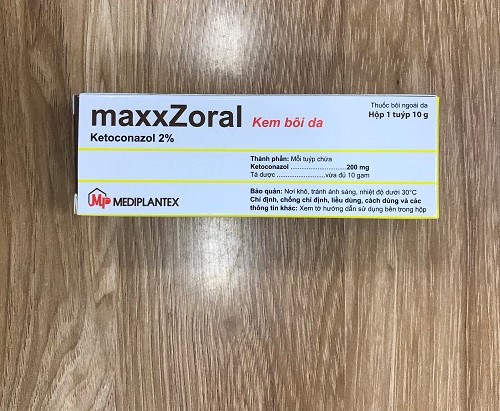 maxxZoral Kem bôi da
Ketoconazol 2%
Thuốc bôi ngoài da
Hộp 1 tuýp 10 g
Thành phần: Mỗi tuýp chứa
Ketoconazol ........................ 200 mg
Tá dược ........................ vừa đủ 10 gam
MP MEDIPLANTEX
Bảo quản: Nơi khô, tránh ánh sáng, nhiệt độ dưới 30°C
Chỉ định, chống chỉ định, liều dùng, cách dùng và các
thông tin khác: Xem tờ hướng dẫn sử dụng bên trong hộp